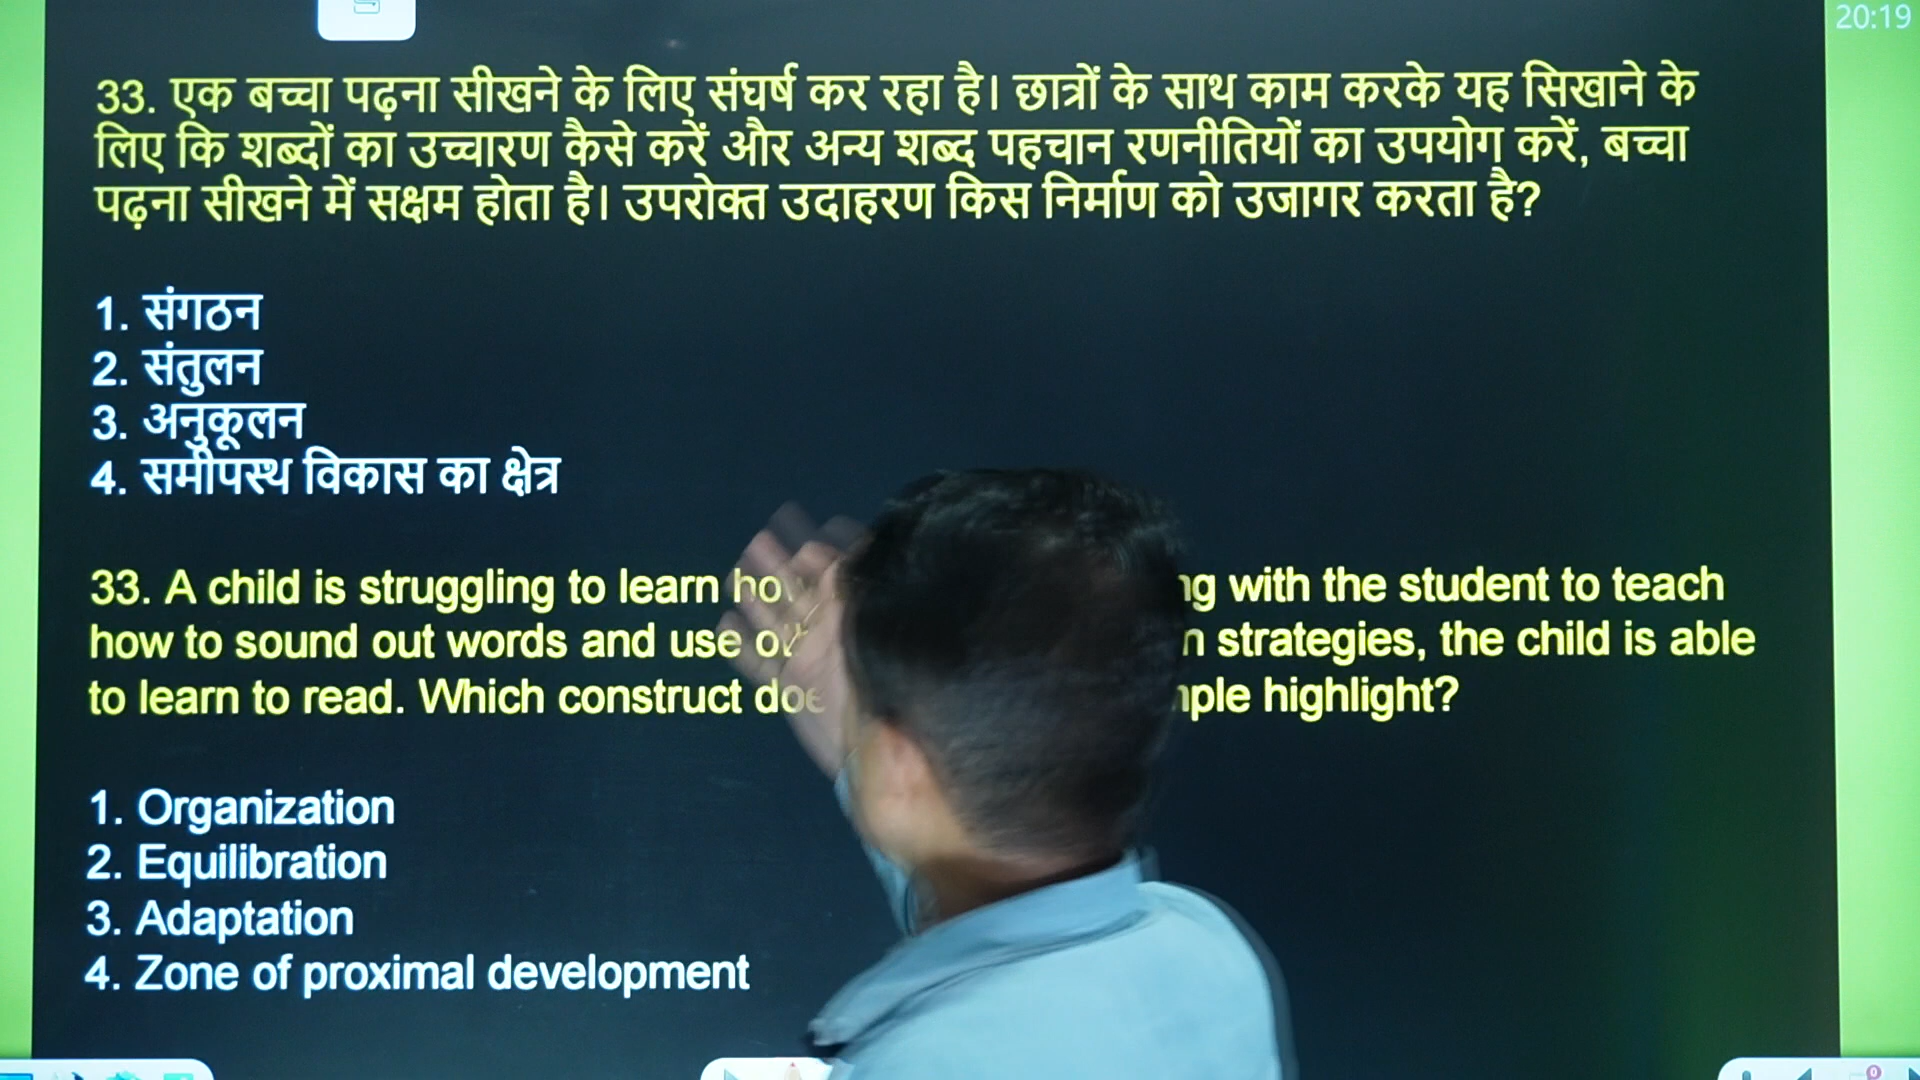 20:19
33. एक बच्चा पढ़ना सीखने के लिए संघर्ष कर रहा है। छात्रों के साथ काम करके यह सिखाने के
लिए कि शब्दों का उच्चारण कैसे करें और अन्य शब्द पहचान रणनीतियों का उपयोग करें, बच्चा
पढ़ना सीखने में सक्षम होता है। उपरोक्त उदाहरण किस निर्माण को उजागर करता है?
1. संगठन
2. संतुलन
3. अनुकूलन
4. समीपस्थ विकास का क्षेत्र
33. A child is struggling to learn with the student to teach
how to sound out words and use strategies, the child is able
to learn to read. Which construct highlight?
1. Organization
2. Equilibration
3. Adaptation
4. Zone of proximal development
0